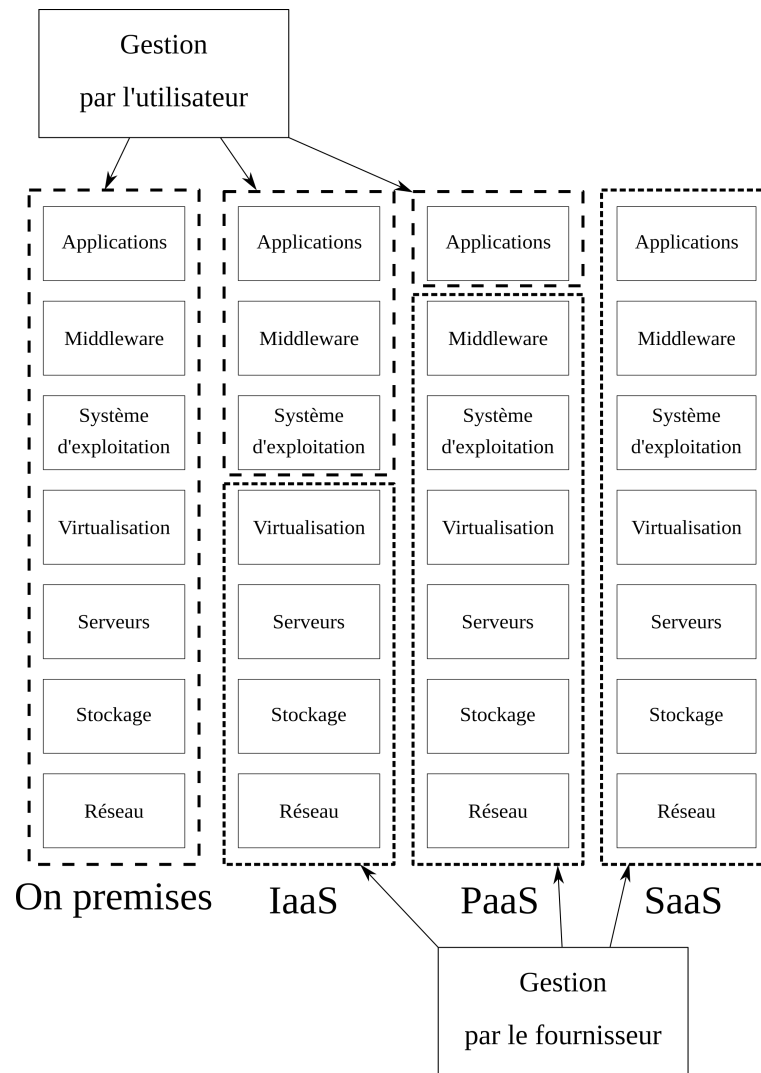 Gestion
par l'utilisateur
Applications
Middleware
Système
d'exploitation
Virtualisation
Serveurs
Stockage
Réseau
On premises
Applications
Middleware
Système
d'exploitation
Virtualisation
Serveurs
Stockage
Réseau
IaaS
Applications
Middleware
Système
d'exploitation
Virtualisation
Serveurs
Stockage
Réseau
PaaS
Applications
Middleware
Système
d'exploitation
Virtualisation
Serveurs
Stockage
Réseau
SaaS
Gestion
par le fournisseur